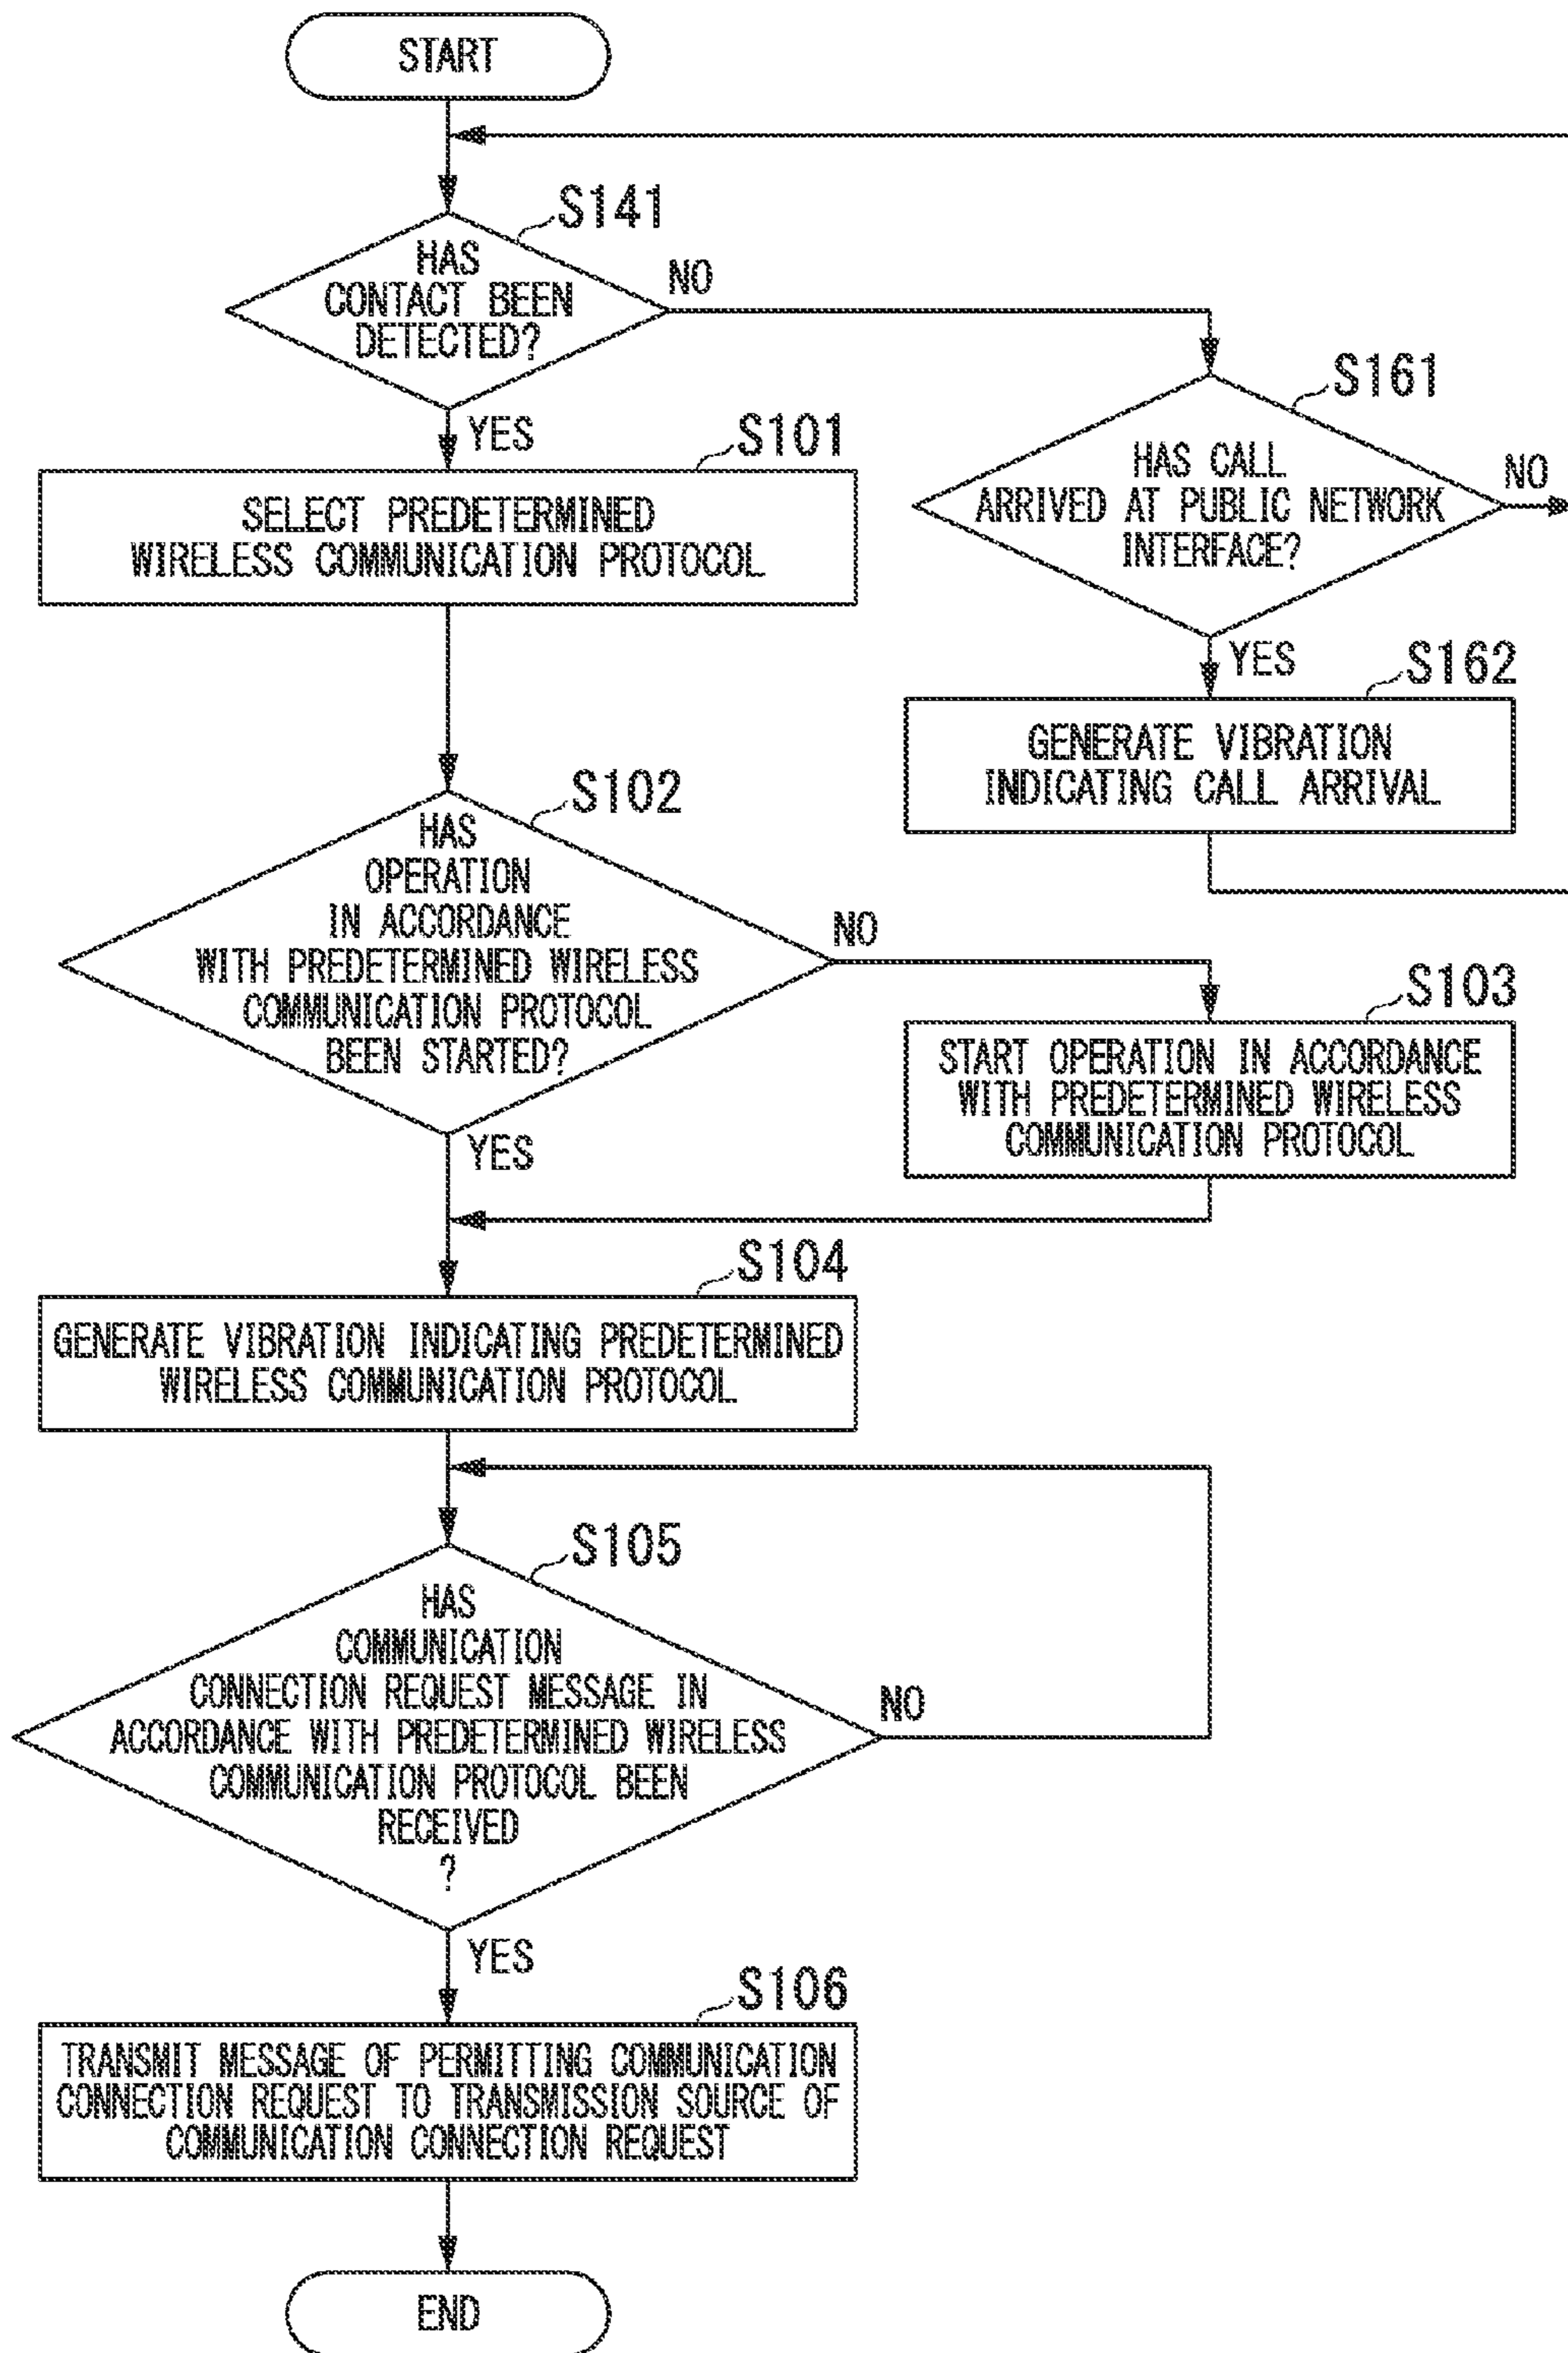 START
S141
HAS
CONTACT BEEN
DETECTED?
NO
YES
S161
HAS CALL
ARRIVED AT PUBLIC NETWORK
INTERFACE?
NO
YES
S101
SELECT PREDETERMINED
WIRELESS COMMUNICATION PROTOCOL
S162
GENERATE VIBRATION
INDICATING CALL ARRIVAL
S102
HAS
OPERATION
IN ACCORDANCE
WITH PREDETERMINED WIRELESS
COMMUNICATION PROTOCOL
BEEN STARTED?
NO
YES
S103
START OPERATION IN ACCORDANCE
WITH PREDETERMINED WIRELESS
COMMUNICATION PROTOCOL
S104
GENERATE VIBRATION INDICATING PREDETERMINED
WIRELESS COMMUNICATION PROTOCOL
S105
HAS
COMMUNICATION
CONNECTION REQUEST MESSAGE IN
ACCORDANCE WITH PREDETERMINED WIRELESS
COMMUNICATION PROTOCOL BEEN
RECEIVED
?
NO
YES
S106
TRANSMIT MESSAGE OF PERMITTING COMMUNICATION
CONNECTION REQUEST TO TRANSMISSION SOURCE OF
COMMUNICATION CONNECTION REQUEST
END